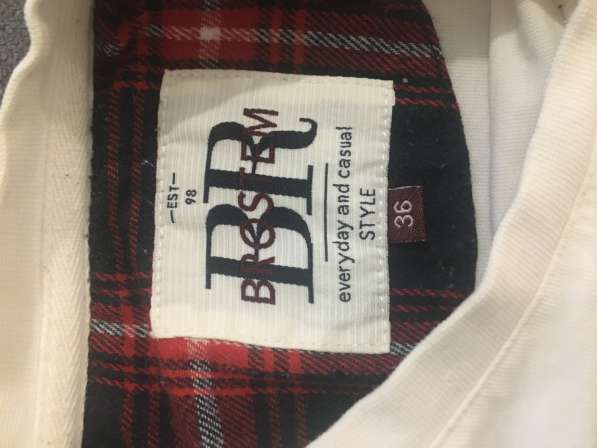 —EST—
98
BR
BROSTEM
everyday and casual
STYLE
36